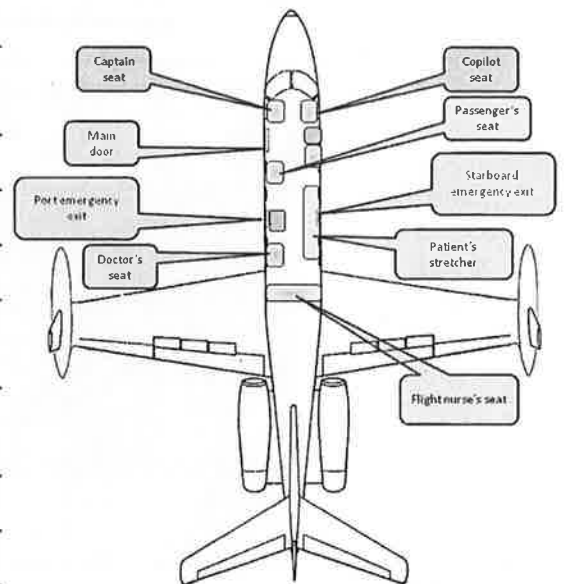 Captain
seat
Copilot
seat
Passenger's
seat
Main
door
Starboard
emergency exit
Port emergency
exit
Doctor's
seat
Patient's
stretcher
Flight nurse's seat